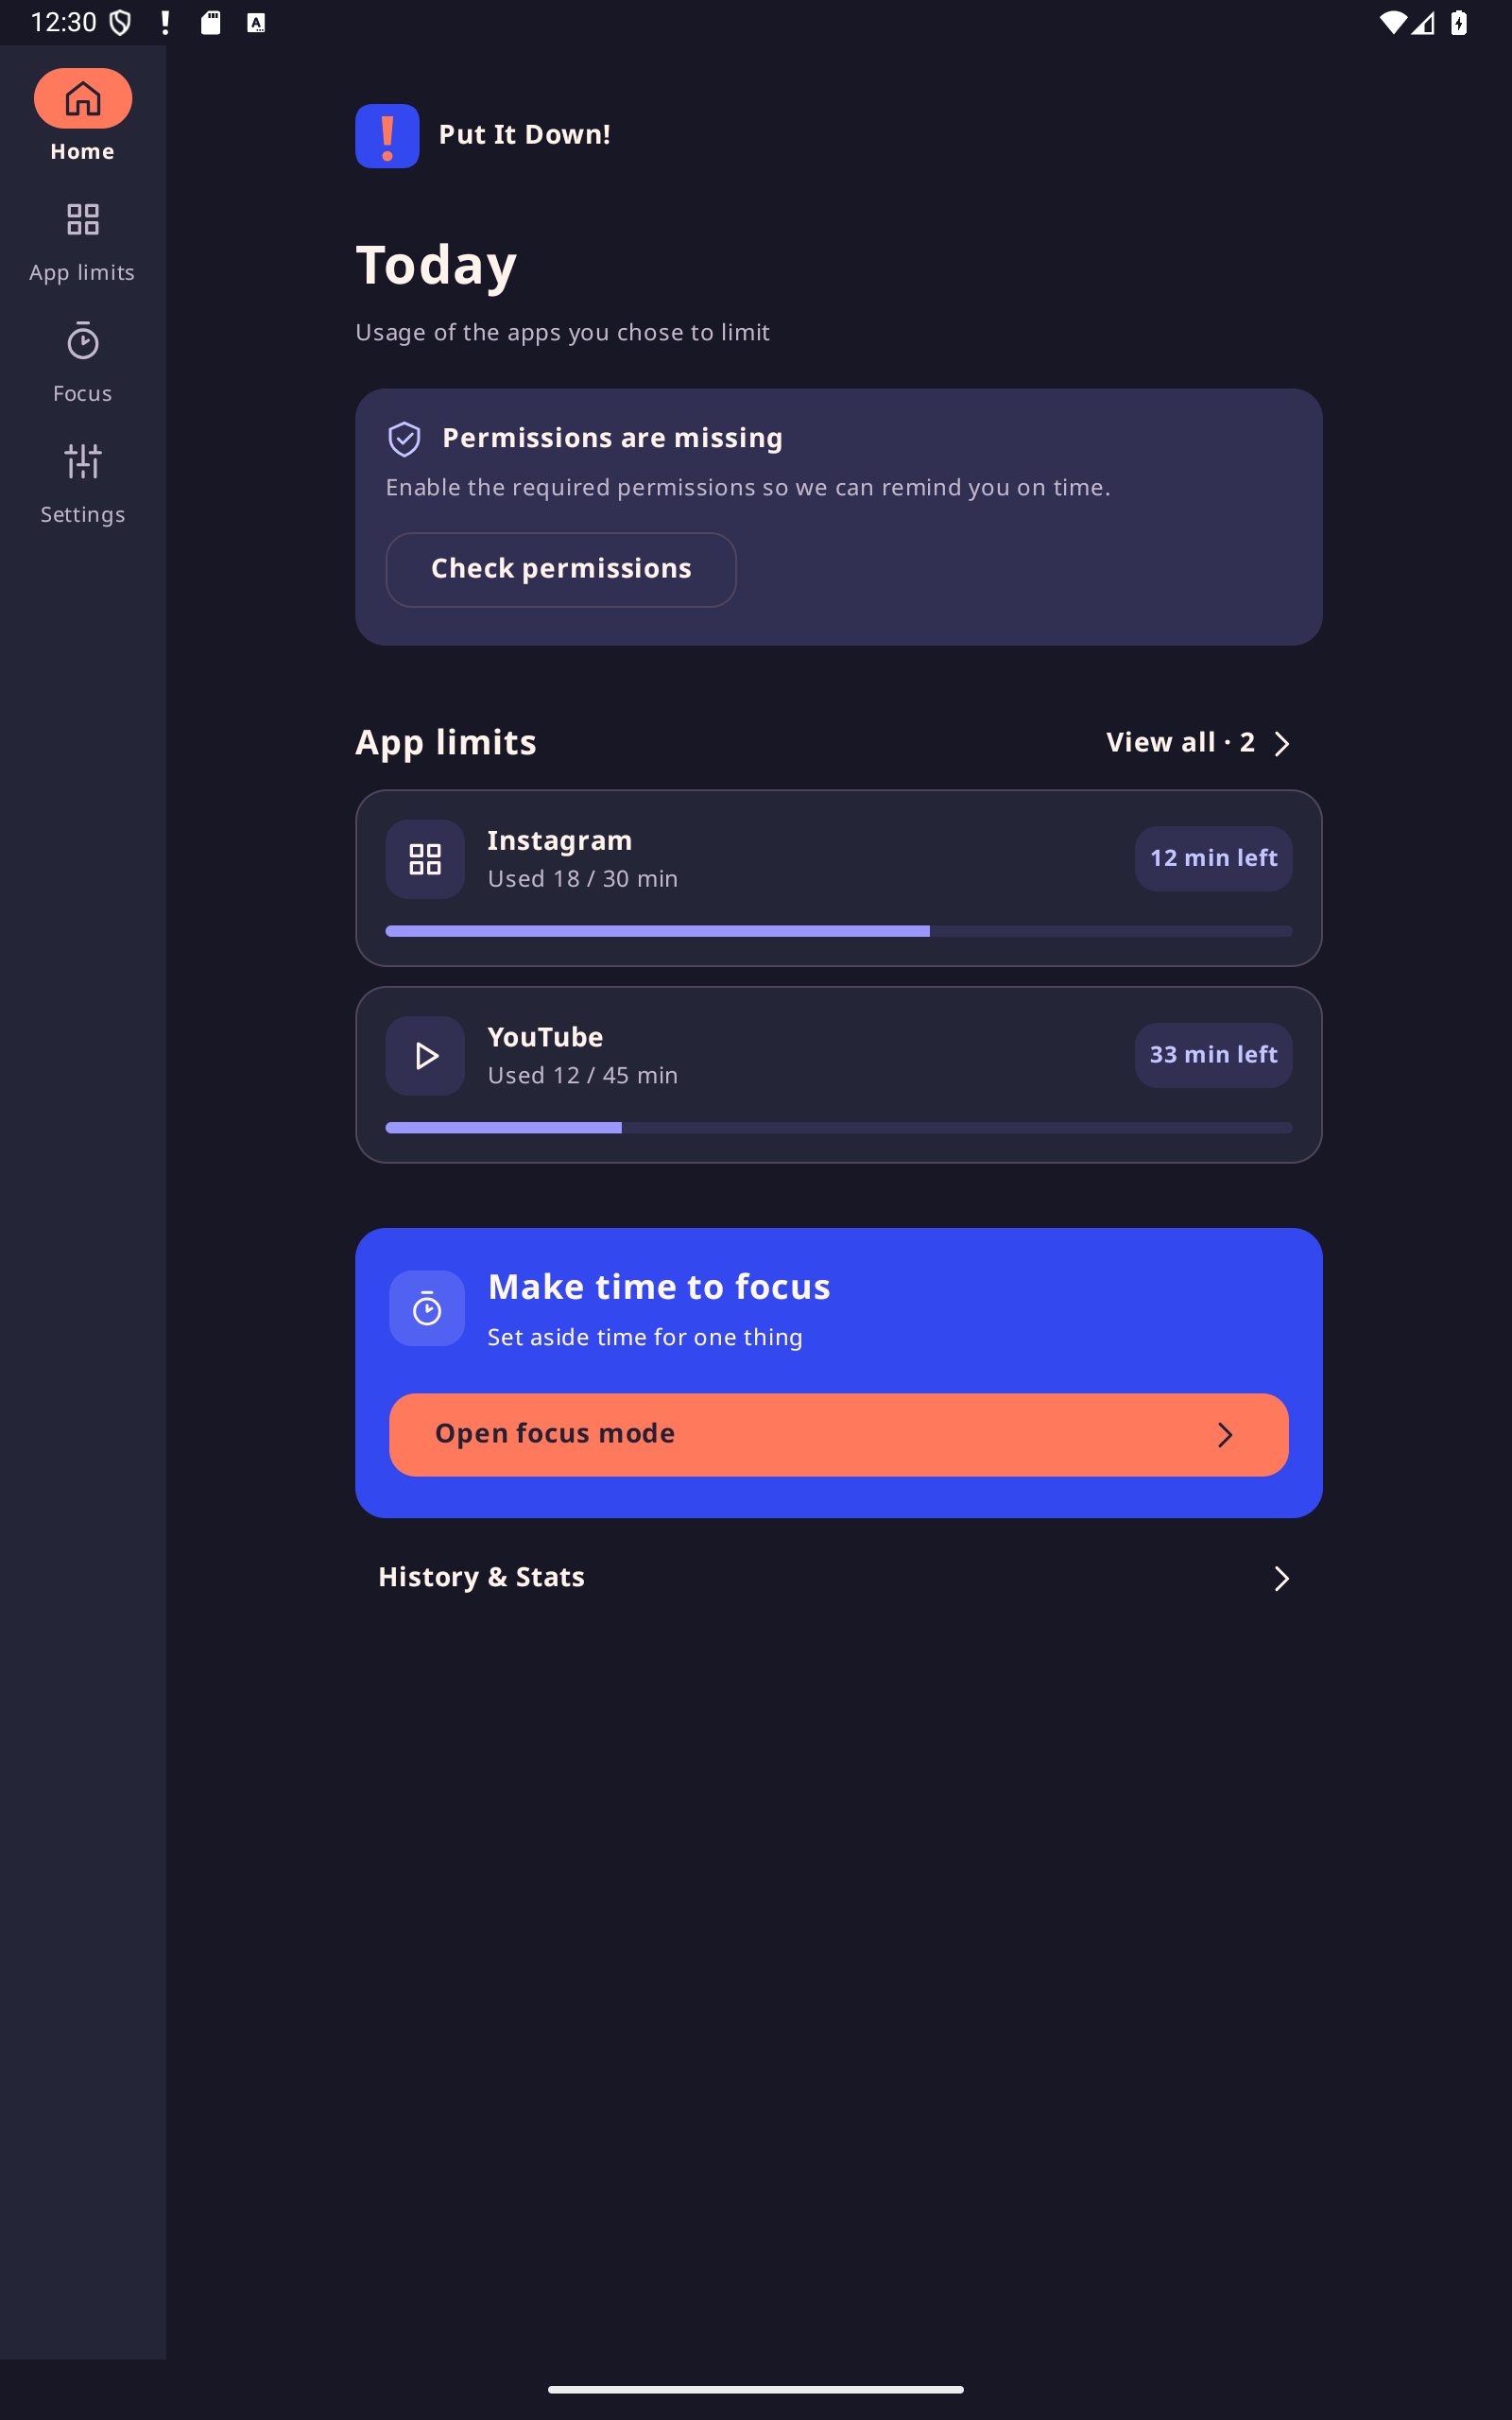 12:30
Home
App limits
Focus
Settings
Put It Down!
Today
Usage of the apps you chose to limit
Permissions are missing
Enable the required permissions so we can remind you on time.
Check permissions
App limits
View all · 2
Instagram
Used 18 / 30 min
12 min left
YouTube
Used 12 / 45 min
33 min left
Make time to focus
Set aside time for one thing
Open focus mode
History & Stats